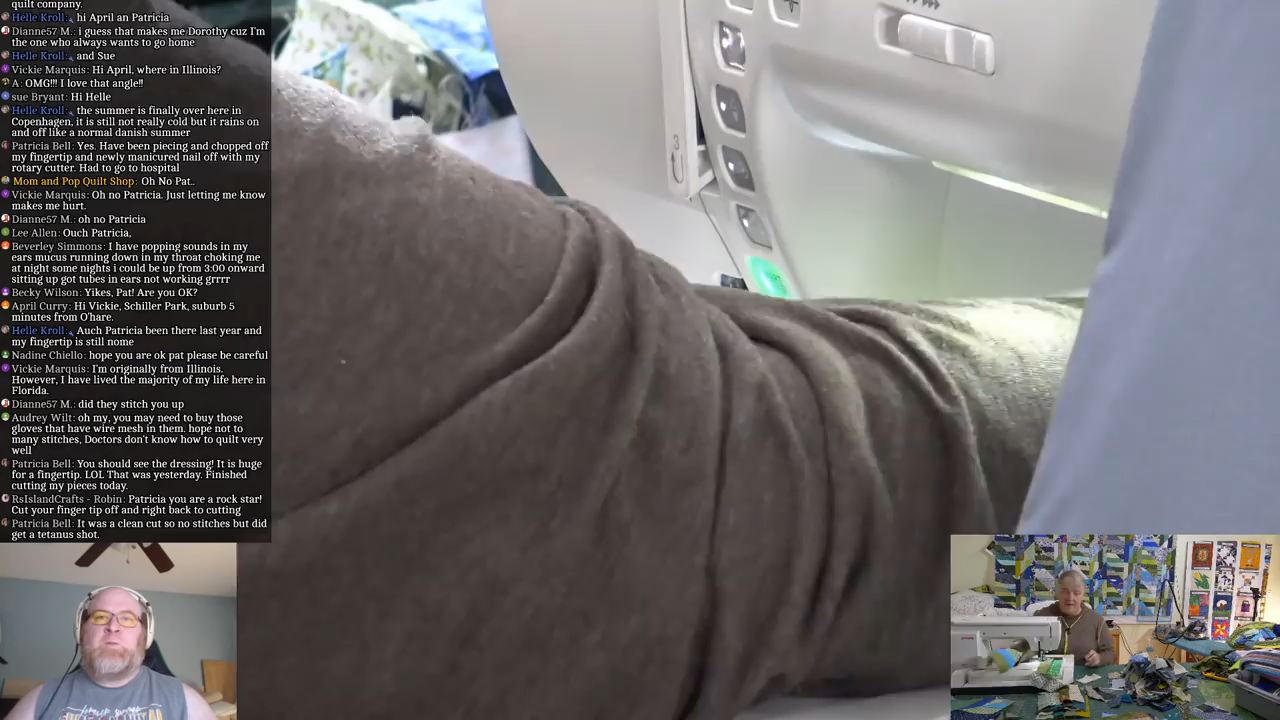 quilt company.
Helle Kroll: hi April an Patricia
Dianne57 M.: i guess that makes me Dorothy cuz I'm
the one who always wants to go home
Helle Kroll: and Sue
Vickie Marquis: Hi April, where in Illinois?
A: OMG!!! I love that angle!!
sue Bryant: Hi Helle
Helle Kroll: the summer is finally over here in
Copenhagen, it is still not really cold but it rains on
and off like a normal danish summer
Patricia Bell: Yes. Have been piecing and chopped off
my fingertip and newly manicured nail off with my
rotary cutter. Had to go to hospital
Mom and Pop Quilt Shop: Oh No Pat..
Vickie Marquis: Oh no Patricia. Just letting me know
makes me hurt.
Dianne57 M.: oh no Patricia
Lee Allen: Ouch Patricia,
Beverley Simmons: I have popping sounds in my
ears mucus running down in my throat choking me
at night some nights i could be up from 3:00 onward
sitting up got tubes in ears not working grrrr
Becky Wilson: Yikes, Pat! Are you OK?
April Curry: Hi Vickie, Schiller Park, suburb 5
minutes from O'hare.
Helle Kroll: Auch Patricia been there last year and
my fingertip is still nome
Nadine Chiello: hope you are ok pat please be careful
Vickie Marquis: I'm originally from Illinois.
However, I have lived the majority of my life here in
Florida.
Dianne57 M.: did they stitch you up
Audrey Wilt: oh my, you may need to buy those
gloves that have wire mesh in them. hope not to
many stitches, Doctors don't know how to quilt very
well
Patricia Bell: You should see the dressing! It is huge
for a fingertip. LOL That was yesterday. Finished
cutting my pieces today.
RsIslandCrafts - Robin: Patricia you are a rock star!
Cut your finger tip off and right back to cutting
Patricia Bell: It was a clean cut so no stitches but did
get a tetanus shot.
3